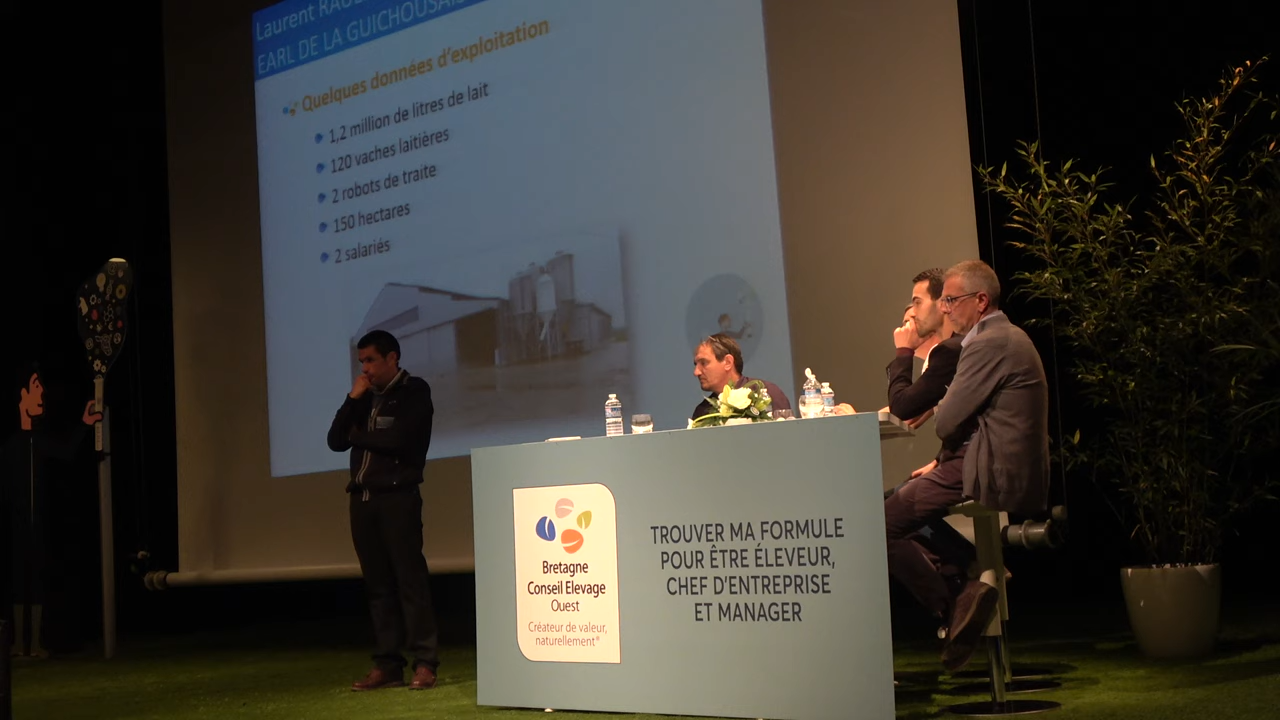 Laurent
EARL DE LA GUICHOUSAIS
Quelques données d'exploitation
1,2 million de litres de lait
120 vaches laitières
2 robots de traite
150 hectares
2 salariés
Bretagne
Conseil Elevage
Ouest
Créateur de valeur,
naturellement®
TROUVER MA FORMULE
POUR ÊTRE ÉLEVEUR,
CHEF D'ENTREPRISE
ET MANAGER